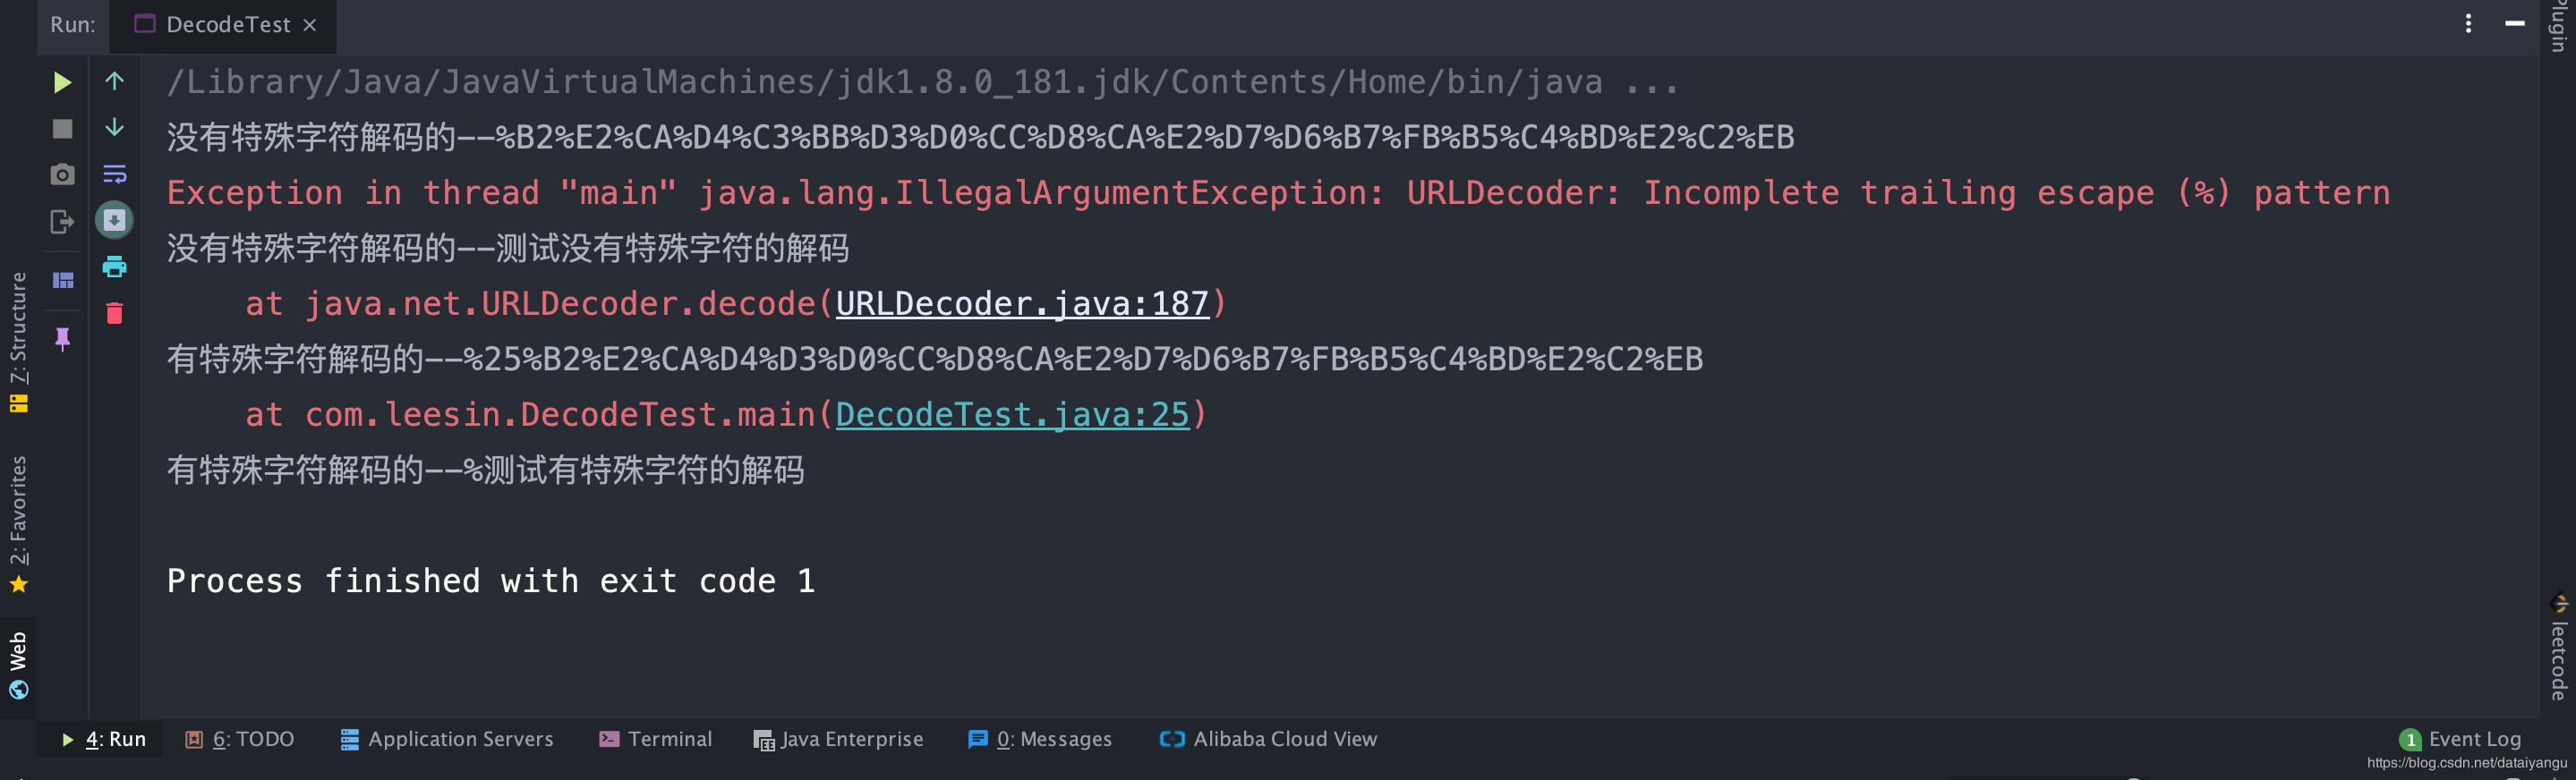 Run: DecodeTest ×
Plugin
/Library/Java/JavaVirtualMachines/jdk1.8.0_181.jdk/Contents/Home/bin/java ...
没有特殊字符解码的--%B2%E2%CA%D4%C3%BB%D3%D0%CC%D8%CA%E2%D7%D6%B7%FB%B5%C4%BD%E2%C2%EB
Exception in thread "main" java.lang.IllegalArgumentException: URLDecoder: Incomplete trailing escape (%) pattern
没有特殊字符解码的--测试没有特殊字符的解码
at java.net.URLDecoder.decode(URLDecoder.java:187)
有特殊字符解码的--%25%B2%E2%CA%D4%D3%D0%CC%D8%CA%E2%D7%D6%B7%FB%B5%C4%BD%E2%C2%EB
at com.leesin.DecodeTest.main(DecodeTest.java:25)
有特殊字符解码的--%测试有特殊字符的解码
Process finished with exit code 1
7: Structure
2: Favorites
Web
leetcode
4: Run 6: TODO Application Servers Terminal Java Enterprise 0: Messages Alibaba Cloud View 1 Event Log
https://blog.csdn.net/dataiyangu